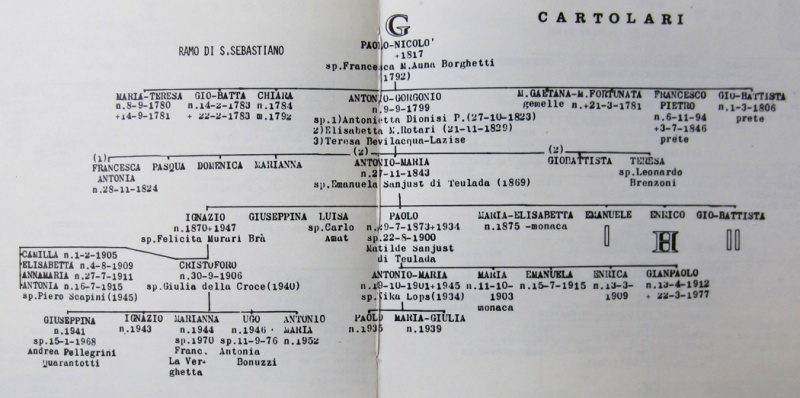 CARTOLARI
G
RAMO DI S.SEBASTIANO
PAOLO-NICOLO'
+1817
sp.Francesca M.Anna Borghetti
(1792)
MARIA-TERESA GIO-BATTA CHIARA ANTONIO-GORGONIO M.GAETANA-M.FORTUNATA FRANCESCO GIO-BATTISTA
n.8-9-1780 n.14-2-1783 n.1784 n.9-9-1799 gemelle n.+21-3-1781 PIETRO n.1-3-1806
+14-9-1781 + 22-2-1783 m.1792 sp.1)Antonietta Dionisi P.(27-10-1823) n.6-11-94 prete
2)Elisabetta M.Rotari (21-11-1829) +3-7-1846
3)Teresa Bevilacqua-Lazise prete
(1) (2) (2)
FRANCESCA PASQUA DOMENICA MARIANNA ANTONIO-MARIA GIOBATTISTA TERESA
ANTONIA n.27-11-1843 sp.Leonardo
n.28-11-1824 sp.Emanuela Sanjust di Teulada (1869) Brenzoni
IGNAZIO GIUSEPPINA LUISA PAOLO MARIA-ELISABETTA EMANUELE ENRICO GIO-BATTISTA
n.1870+1947 sp.Carlo n.29-7-1873+1934 n.1875 -monaca I H II
sp.Felicita Murari Brà Amat sp.22-8-1900
Matilde Sanjust
di Teulada
CAMILLA n.1-2-1905
ELISABETTA n.4-8-1909 CRISTOFORO
ANNAMARIA n.27-7-1911 n.30-9-1906
ANTONIA n.16-7-1915 sp.Giulia della Croce(1940)
sp.Piero Scapini(1945)
ANTONIO-MARIA MARIA EMANUELA ENRICA GIANPAOLO
n.19-10-1901+1945 n.11-10- n.15-7-1915 n.13-3- n.13-4-1912
sp.Kika Lops(1934) 1903 1909 + 22-3-1977
monaca
GIUSEPPINA IGNAZIO MARIANNA UGO ANTONIO PAOLO MARIA-GIULIA
n.1941 n.1943 n.1944 n.1946 MARIA n.1935 n.1939
sp.15-1-1968 sp.1970 sp.11-9-76 n.1952
Andrea Pellegrini Franc. Antonia
Quarantotti La Ver- Bonuzzi
ghetta